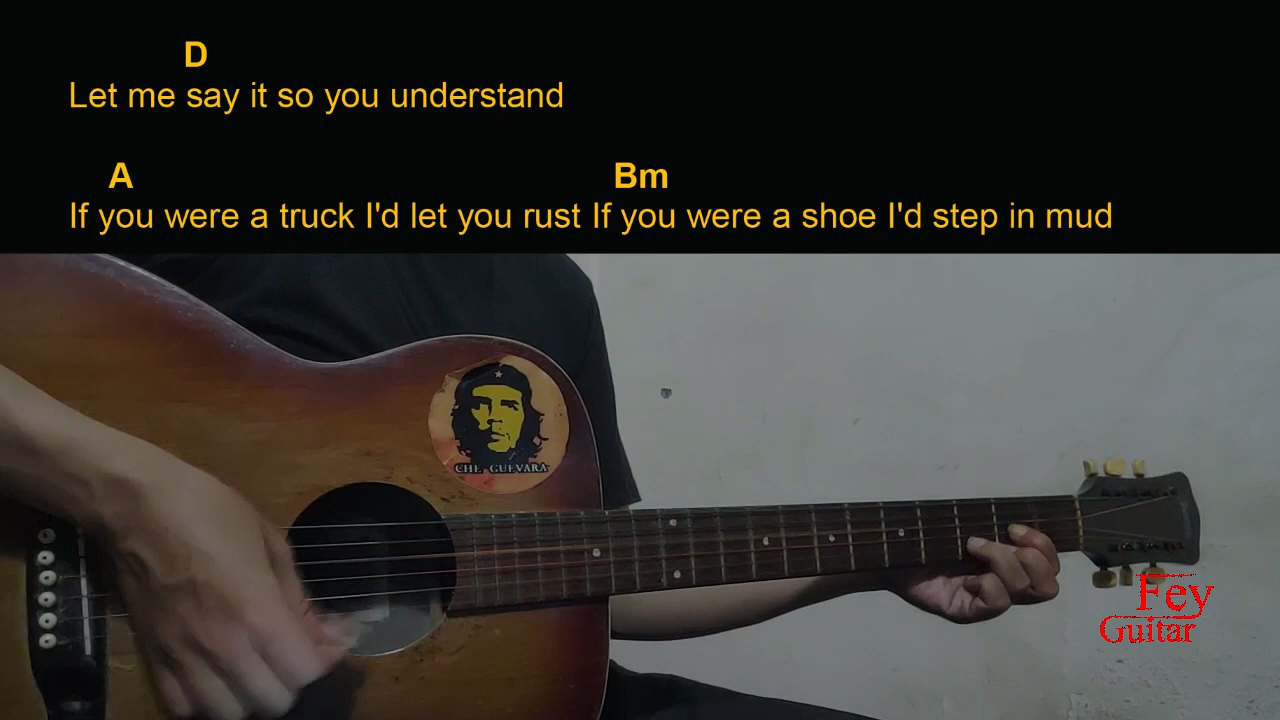 D
Let me say it so you understand
A Bm
If you were a truck I'd let you rust If you were a shoe I'd step in mud
CHE GUEVARA
Fey
Guitar